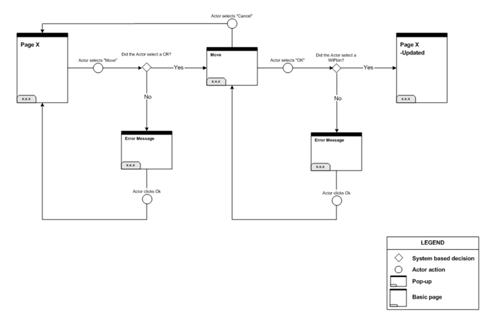 Actor selects "Cancel"
Page X
Actor selects "Move"
Did the Actor select a CR?
Yes
Move
Actor selects "OK"
Did the Actor select a
WIPlan?
Yes
Page X
-Updated
x.x.x
x.x.x
x.x.x
No
No
Error Message
x.x.x
Error Message
x.x.x
Actor clicks Ok
Actor clicks Ok
LEGEND
System based decision
Actor action
Pop-up
Basic page